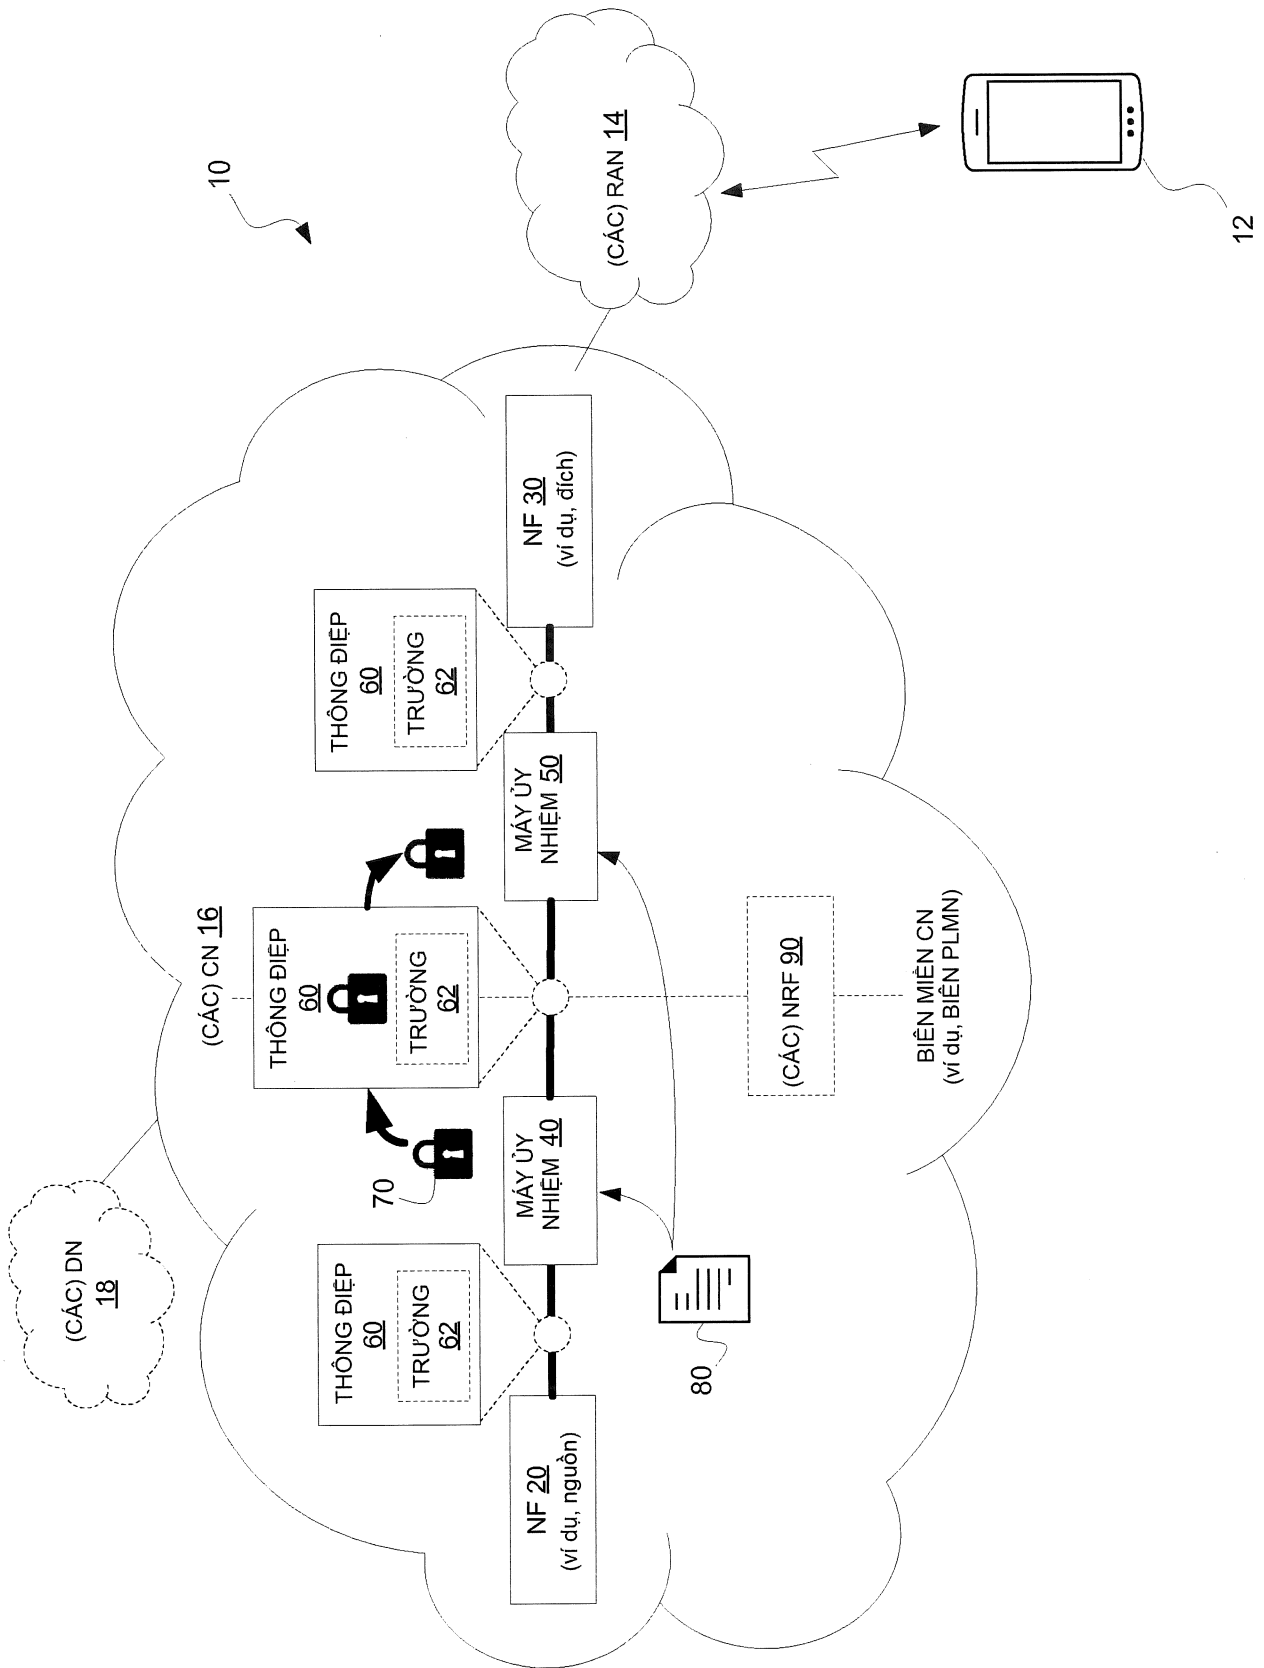 10
(CÁC) DN
18
(CÁC) CN 16
THÔNG ĐIỆP
60
TRƯỜNG
62
THÔNG ĐIỆP
60
TRƯỜNG
62
THÔNG ĐIỆP
60
TRƯỜNG
62
70
NF 20
(ví dụ, nguồn)
MÁY ỦY
NHIỆM 40
MÁY ỦY
NHIỆM 50
NF 30
(ví dụ, đích)
(CÁC) RAN 14
12
80
(CÁC) NRF 90
BIÊN MIỀN CN
(ví dụ, BIÊN PLMN)